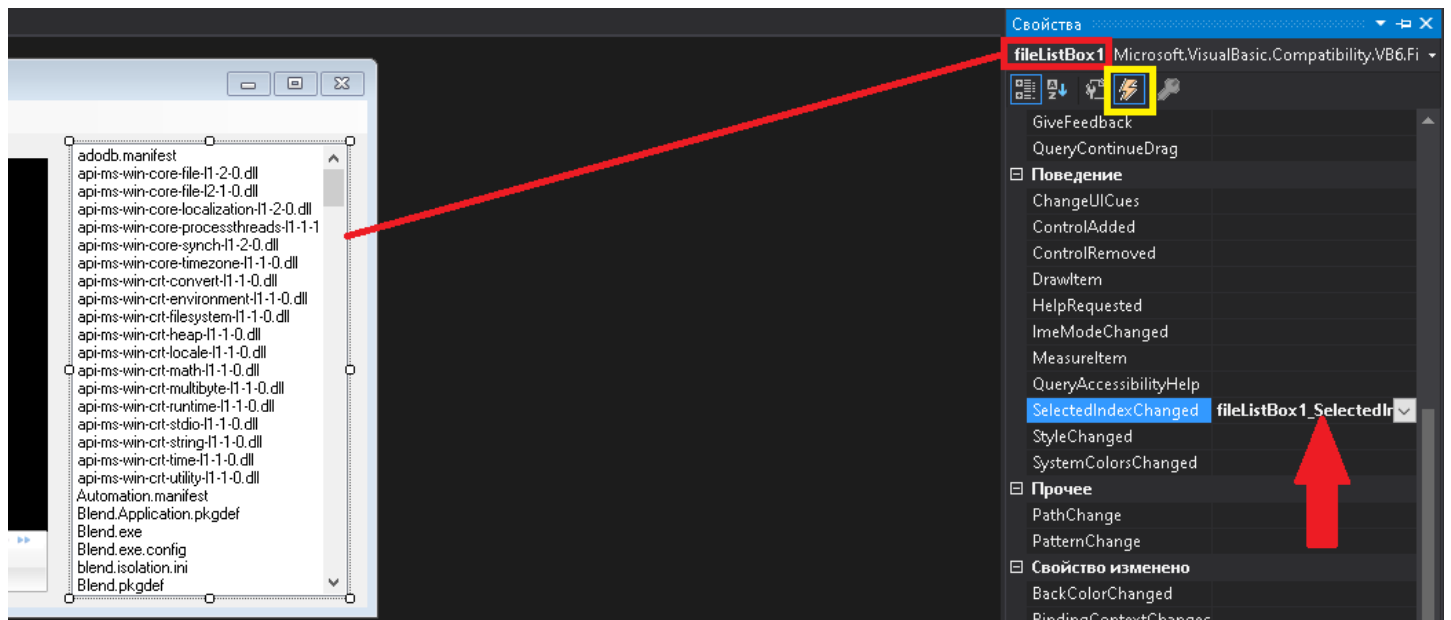 adodb.manifest
api-ms-win-core-file-l1-2-0.dll
api-ms-win-core-file-l2-1-0.dll
api-ms-win-core-localization-l1-2-0.dll
api-ms-win-core-processthreads-l1-1-1
api-ms-win-core-synch-l1-2-0.dll
api-ms-win-core-timezone-l1-1-0.dll
api-ms-win-crt-convert-l1-1-0.dll
api-ms-win-crt-environment-l1-1-0.dll
api-ms-win-crt-filesystem-l1-1-0.dll
api-ms-win-crt-heap-l1-1-0.dll
api-ms-win-crt-locale-l1-1-0.dll
api-ms-win-crt-math-l1-1-0.dll
api-ms-win-crt-multibyte-l1-1-0.dll
api-ms-win-crt-runtime-l1-1-0.dll
api-ms-win-crt-stdio-l1-1-0.dll
api-ms-win-crt-string-l1-1-0.dll
api-ms-win-crt-time-l1-1-0.dll
api-ms-win-crt-utility-l1-1-0.dll
Automation.manifest
Blend.Application.pkgdef
Blend.exe
Blend.exe.config
blend.isolation.ini
Blend.pkgdef
Свойства
fileListBox1 Microsoft.VisualBasic.Compatibility.VB6.Fi
GiveFeedback
QueryContinueDrag
Поведение
ChangeUICues
ControlAdded
ControlRemoved
DrawItem
HelpRequested
ImeModeChanged
MeasureItem
QueryAccessibilityHelp
SelectedIndexChanged fileListBox1_SelectedIr
StyleChanged
SystemColorsChanged
Прочее
PathChange
PatternChange
Свойство изменено
BackColorChanged